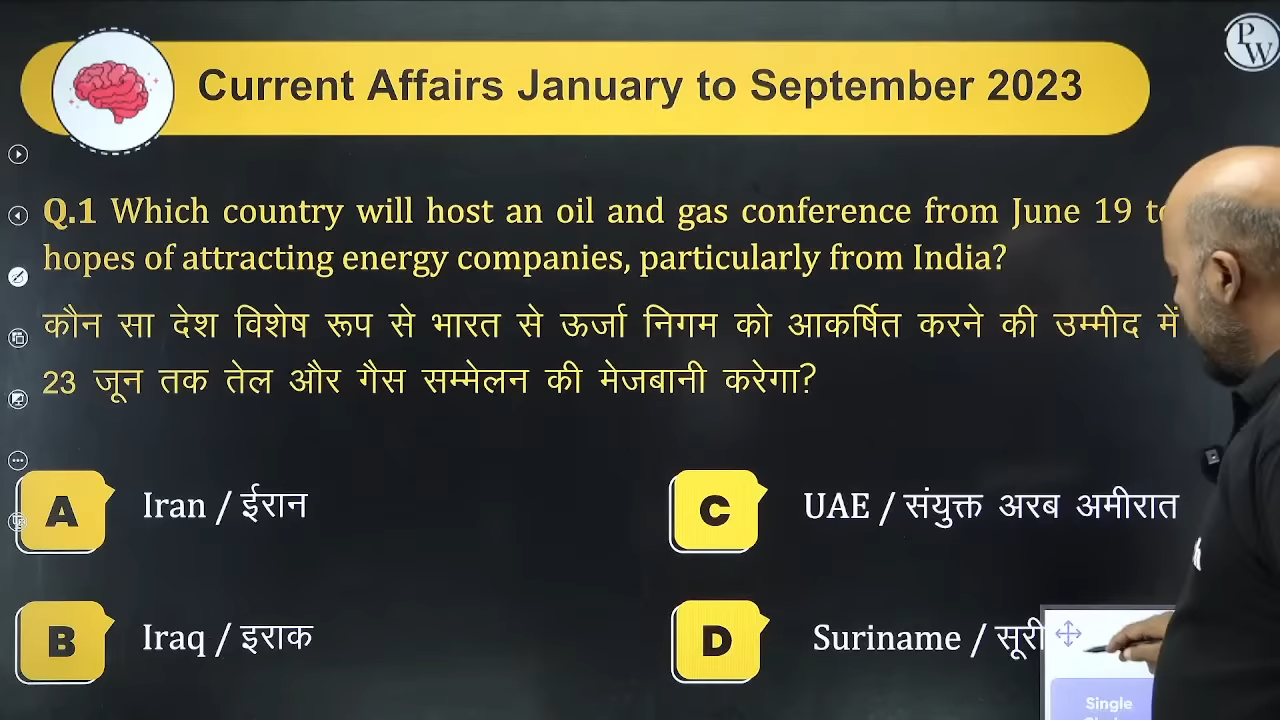 PW
Current Affairs January to September 2023
Q.1 Which country will host an oil and gas conference from June 19
hopes of attracting energy companies, particularly from India?
कौन सा देश विशेष रूप से भारत से ऊर्जा निगम को आकर्षित करने की उम्मीद में
23 जून तक तेल और गैस सम्मेलन की मेजबानी करेगा?
A Iran / ईरान
C UAE / संयुक्त अरब अमीरात
B Iraq / इराक
D Suriname /
Single